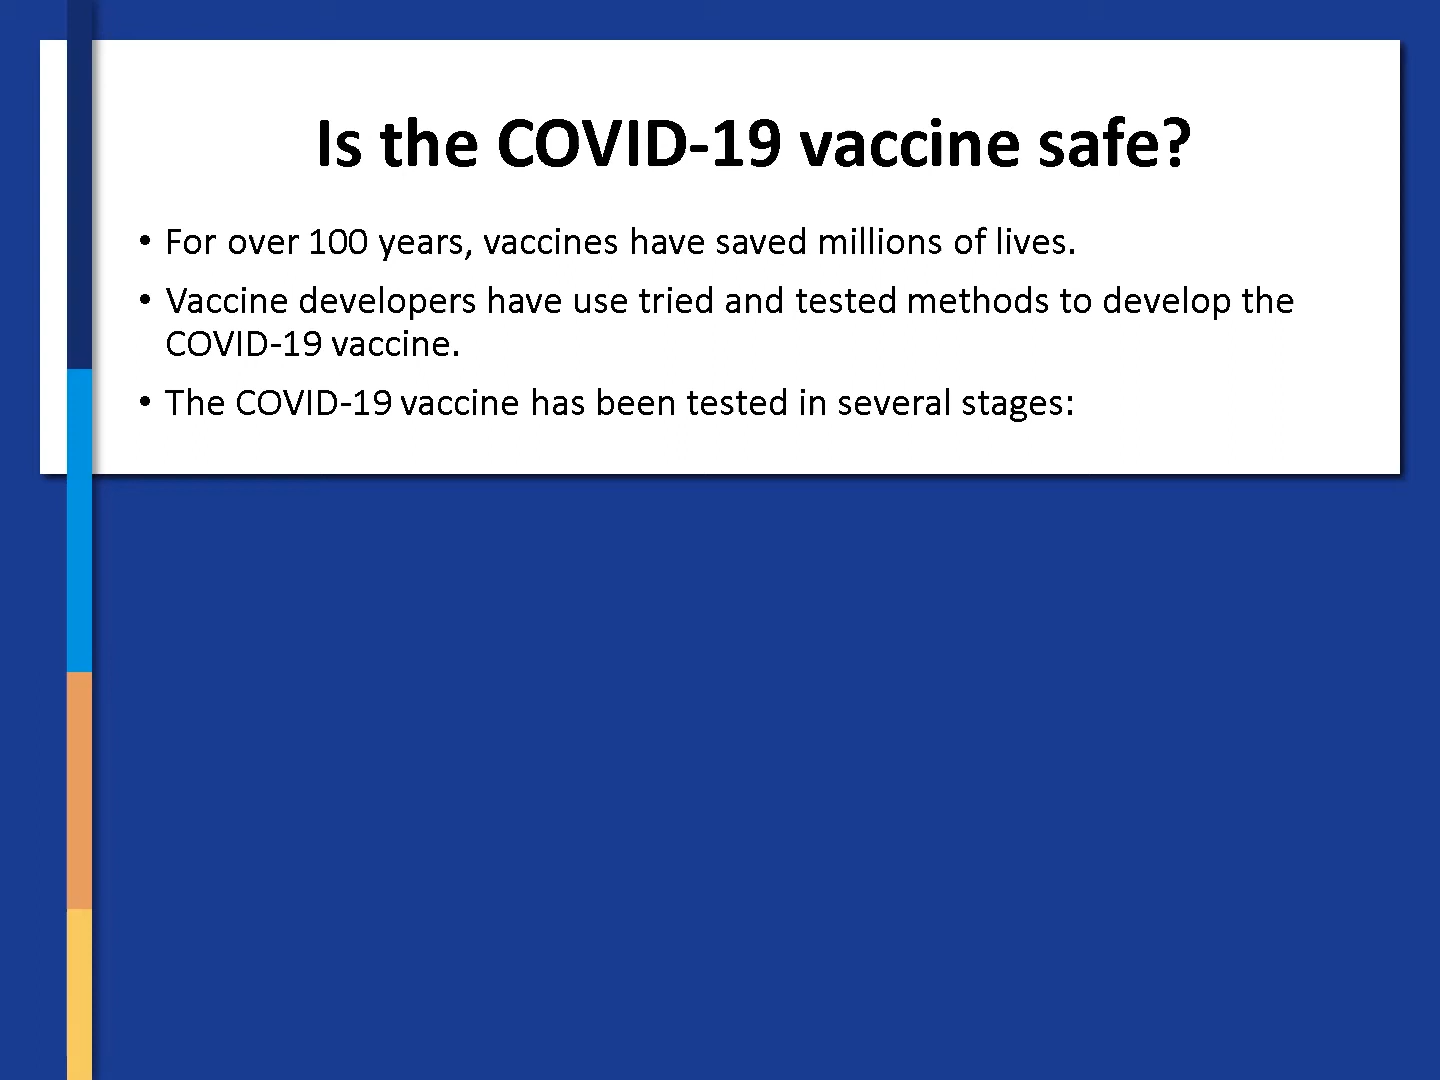 Is the COVID-19 vaccine safe?
• For over 100 years, vaccines have saved millions of lives.
• Vaccine developers have use tried and tested methods to develop the
COVID-19 vaccine.
• The COVID-19 vaccine has been tested in several stages: